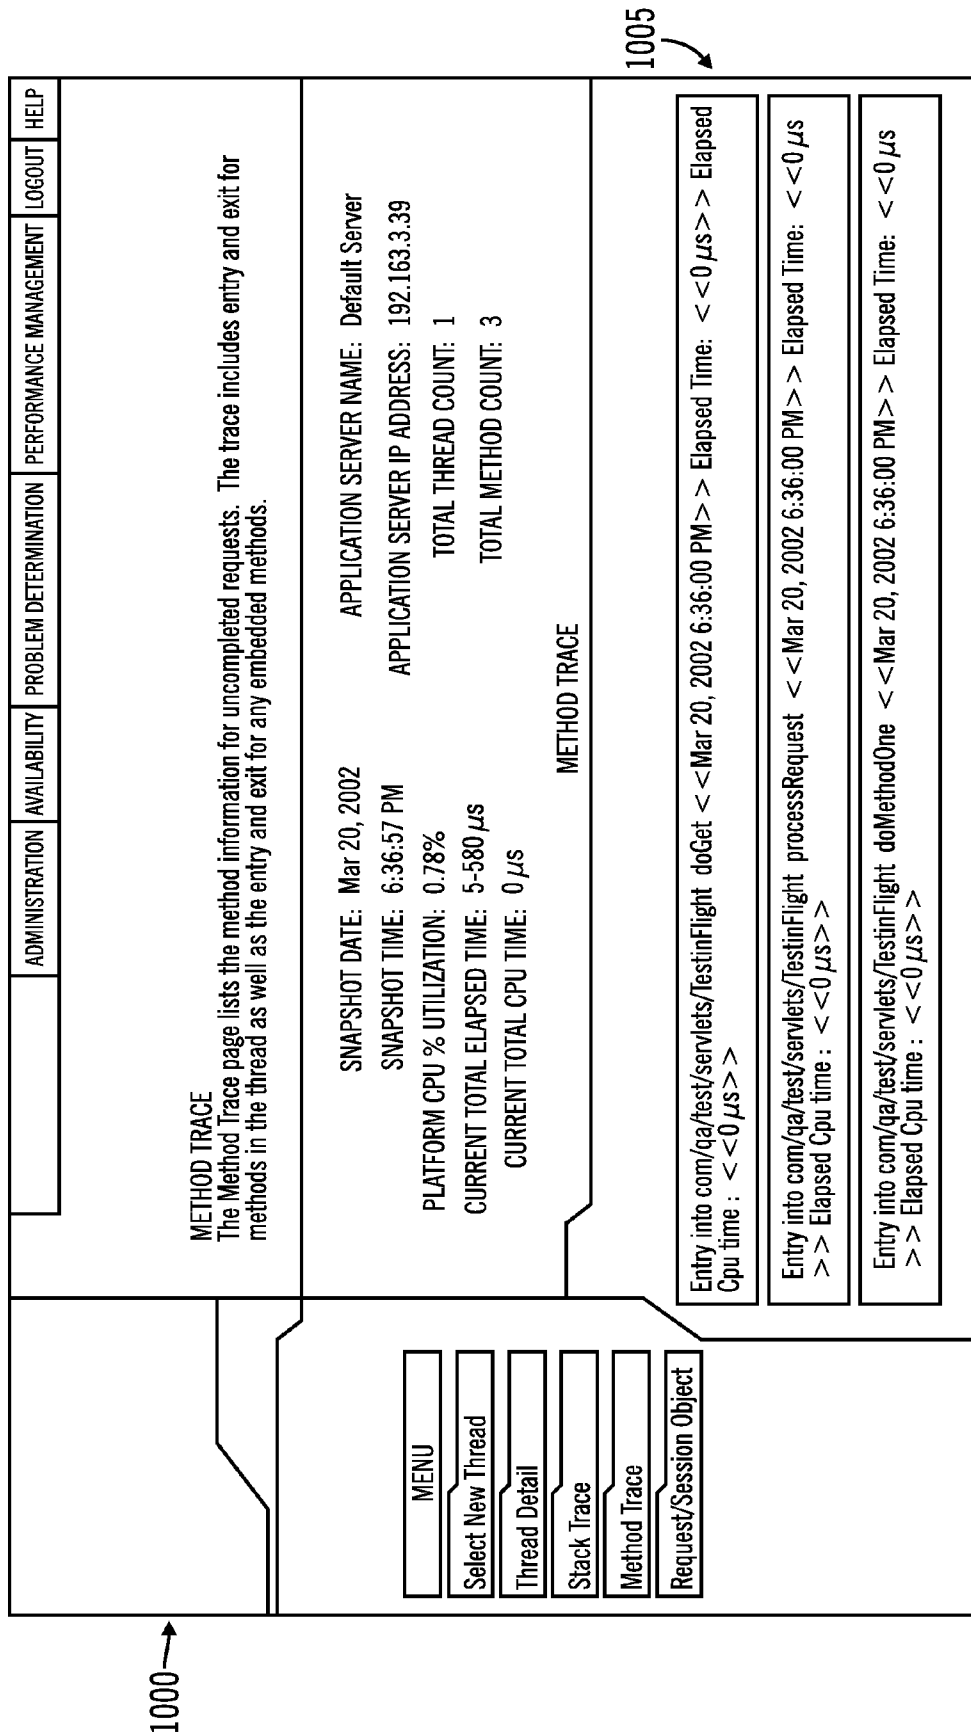 1000
ADMINISTRATION AVAILABILITY PROBLEM DETERMINATION PERFORMANCE MANAGEMENT LOGOUT HELP
METHOD TRACE
The Method Trace page lists the method information for uncompleted requests. The trace includes entry and exit for
methods in the thread as well as the entry and exit for any embedded methods.
SNAPSHOT DATE: Mar 20, 2002 APPLICATION SERVER NAME: Default Server
SNAPSHOT TIME: 6:36:57 PM APPLICATION SERVER IP ADDRESS: 192.163.3.39
PLATFORM CPU % UTILIZATION: 0.78% TOTAL THREAD COUNT: 1
CURRENT TOTAL ELAPSED TIME: 5-580 μs TOTAL METHOD COUNT: 3
CURRENT TOTAL CPU TIME: 0 μs
MENU
Select New Thread
Thread Detail
Stack Trace
Method Trace
Request/Session Object
METHOD TRACE
1005
Entry into com/qa/test/servlets/TestinFlight doGet <<Mar 20, 2002 6:36:00 PM>> Elapsed Time: <<0 μs>> Elapsed
Cpu time : <<0 μs>>
Entry into com/qa/test/servlets/TestinFlight processRequest <<Mar 20, 2002 6:36:00 PM>> Elapsed Time: <<0 μs
>> Elapsed Cpu time : <<0 μs>>
Entry into com/qa/test/servlets/TestinFlight doMethodOne <<Mar 20, 2002 6:36:00 PM>> Elapsed Time: <<0 μs
>> Elapsed Cpu time : <<0 μs>>